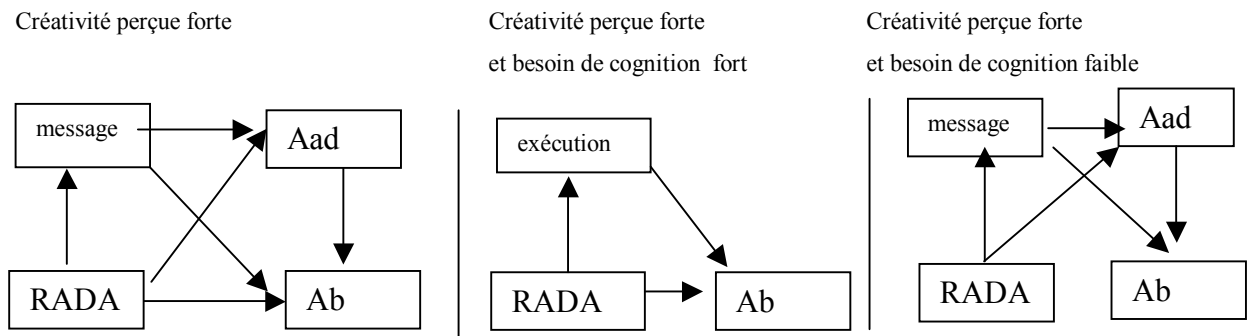 Créativité perçue forte
message
Aad
RADA
Ab
Créativité perçue forte
et besoin de cognition fort
exécution
RADA
Ab
Créativité perçue forte
et besoin de cognition faible
message
Aad
RADA
Ab